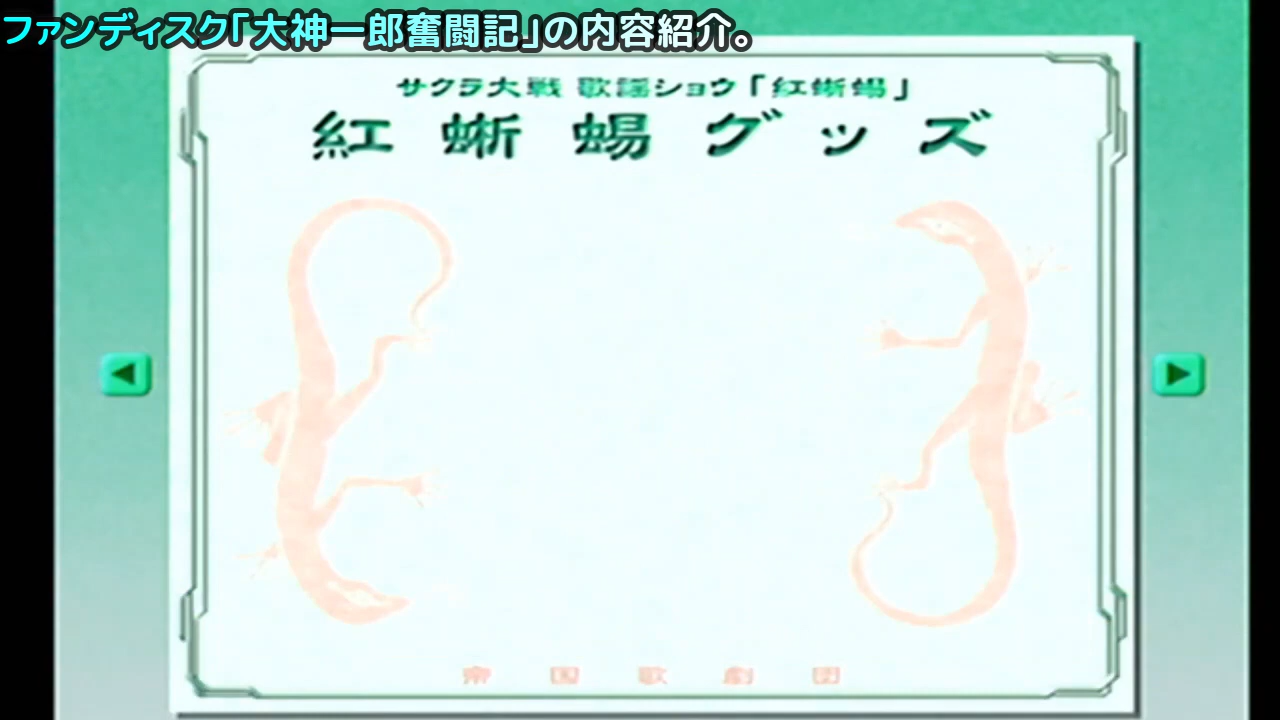 ファンディスク「大神一郎奮闘記」の内容紹介。
サクラ大戦 歌謡ショウ「紅蜥蜴」
紅蜥蜴グッズ
帝国歌劇団